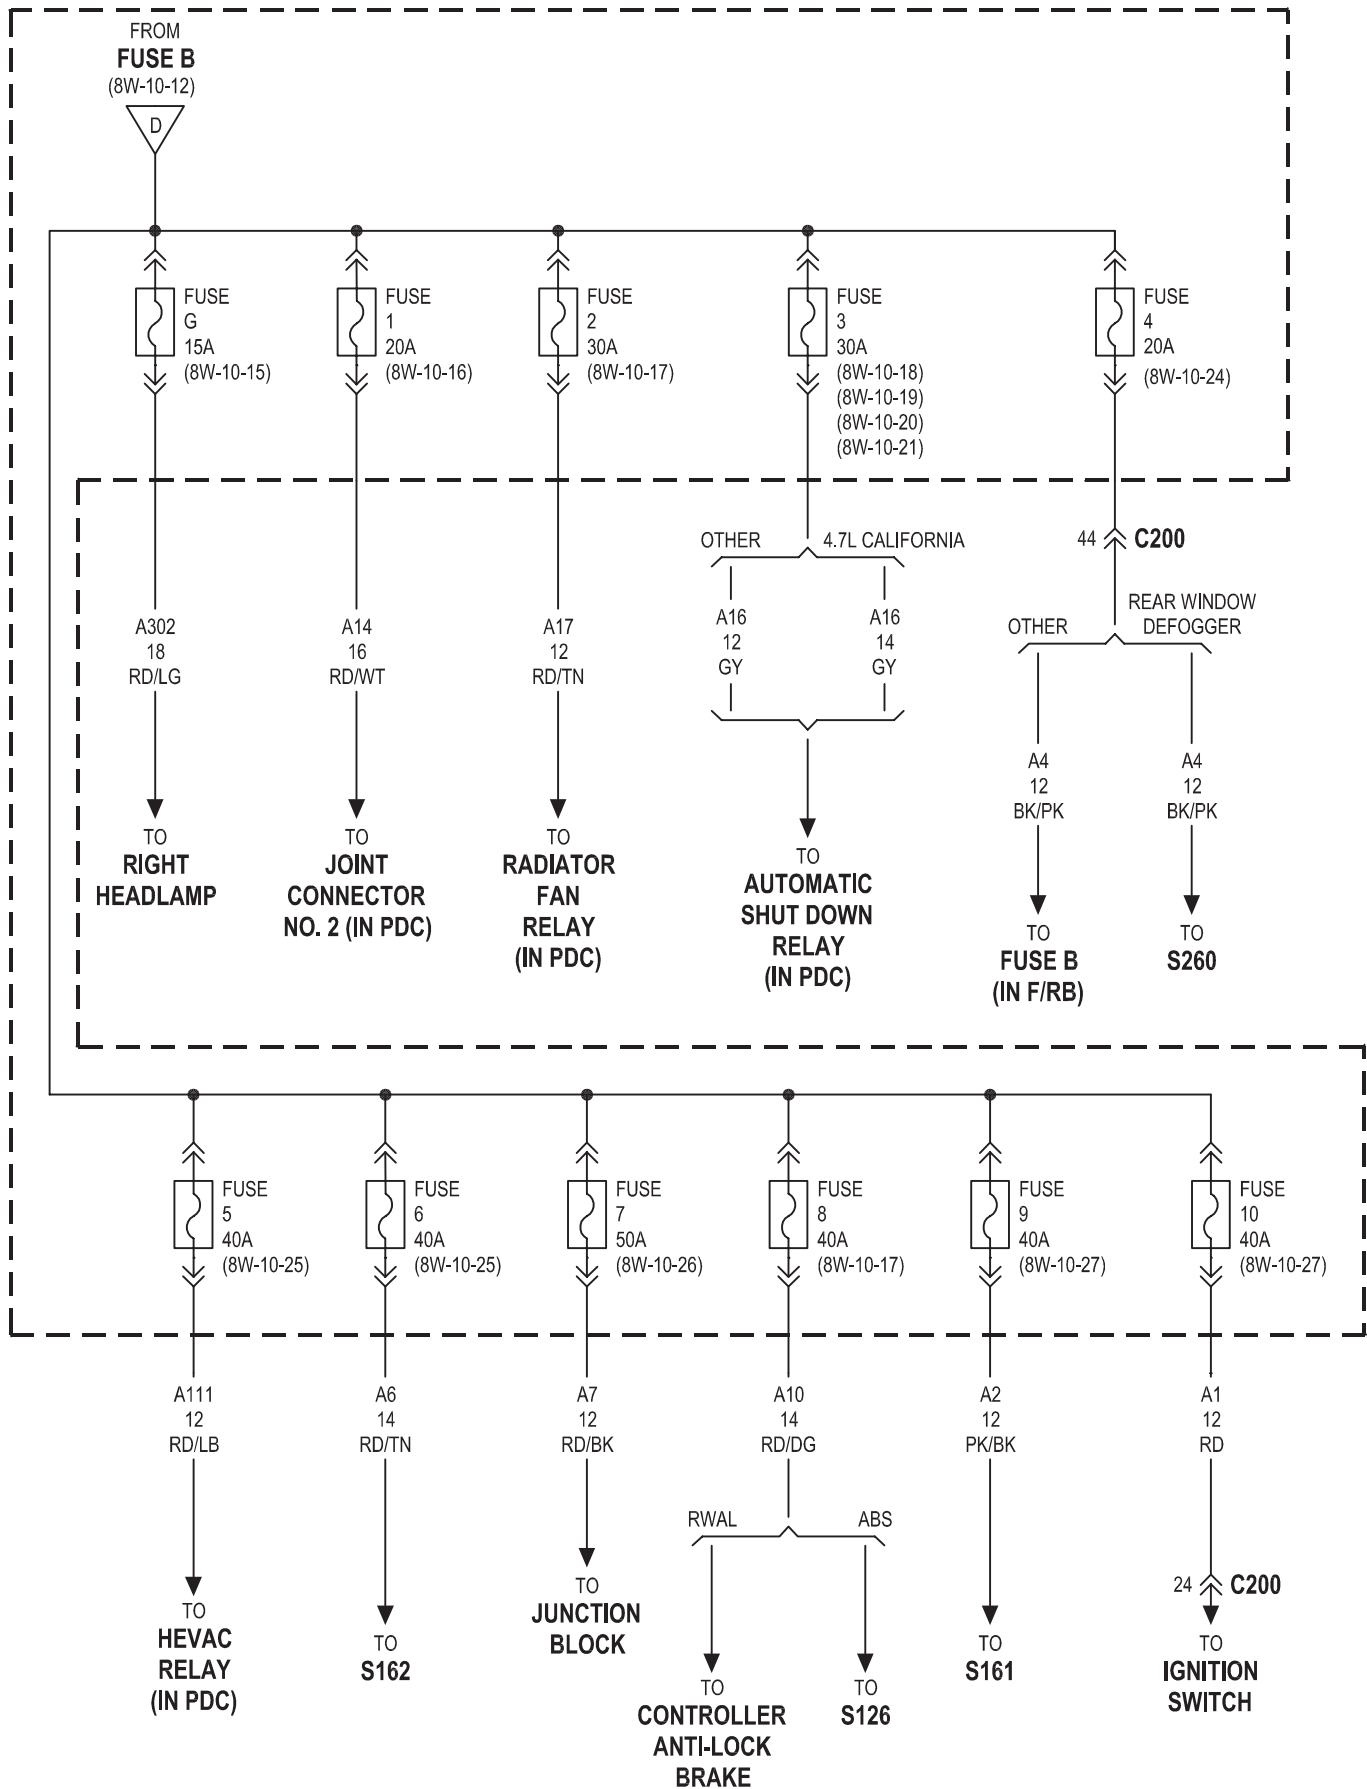 FROM
FUSE B
(8W-10-12)
D
FUSE
G
15A
(8W-10-15)
FUSE
1
20A
(8W-10-16)
FUSE
2
30A
(8W-10-17)
FUSE
3
30A
(8W-10-18)
(8W-10-19)
(8W-10-20)
(8W-10-21)
FUSE
4
20A
(8W-10-24)
OTHER
4.7L CALIFORNIA
44
C200
A16
12
GY
A16
14
GY
OTHER
REAR WINDOW
DEFOGGER
A302
18
RD/LG
A14
16
RD/WT
A17
12
RD/TN
A4
12
BK/PK
A4
12
BK/PK
TO
RIGHT
HEADLAMP
TO
JOINT
CONNECTOR
NO. 2 (IN PDC)
TO
RADIATOR
FAN
RELAY
(IN PDC)
TO
AUTOMATIC
SHUT DOWN
RELAY
(IN PDC)
TO
FUSE B
(IN F/RB)
TO
S260
FUSE
5
40A
(8W-10-25)
FUSE
6
40A
(8W-10-25)
FUSE
7
50A
(8W-10-26)
FUSE
8
40A
(8W-10-17)
FUSE
9
40A
(8W-10-27)
FUSE
10
40A
(8W-10-27)
A111
12
RD/LB
A6
14
RD/TN
A7
12
RD/BK
A10
14
RD/DG
A2
12
PK/BK
A1
12
RD
RWAL
ABS
24
C200
TO
HEVAC
RELAY
(IN PDC)
TO
S162
TO
JUNCTION
BLOCK
TO
CONTROLLER
ANTI-LOCK
BRAKE
TO
S126
TO
S161
TO
IGNITION
SWITCH